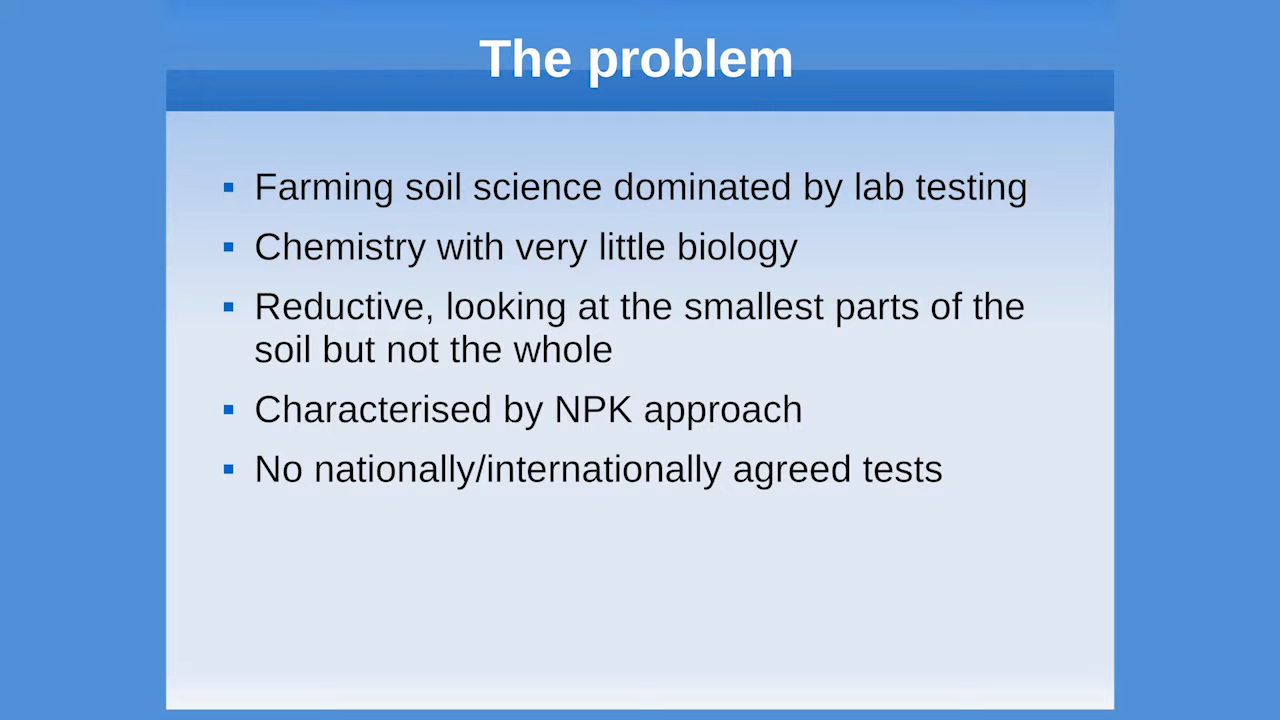 The problem
▪ Farming soil science dominated by lab testing
▪ Chemistry with very little biology
▪ Reductive, looking at the smallest parts of the
soil but not the whole
▪ Characterised by NPK approach
▪ No nationally/internationally agreed tests